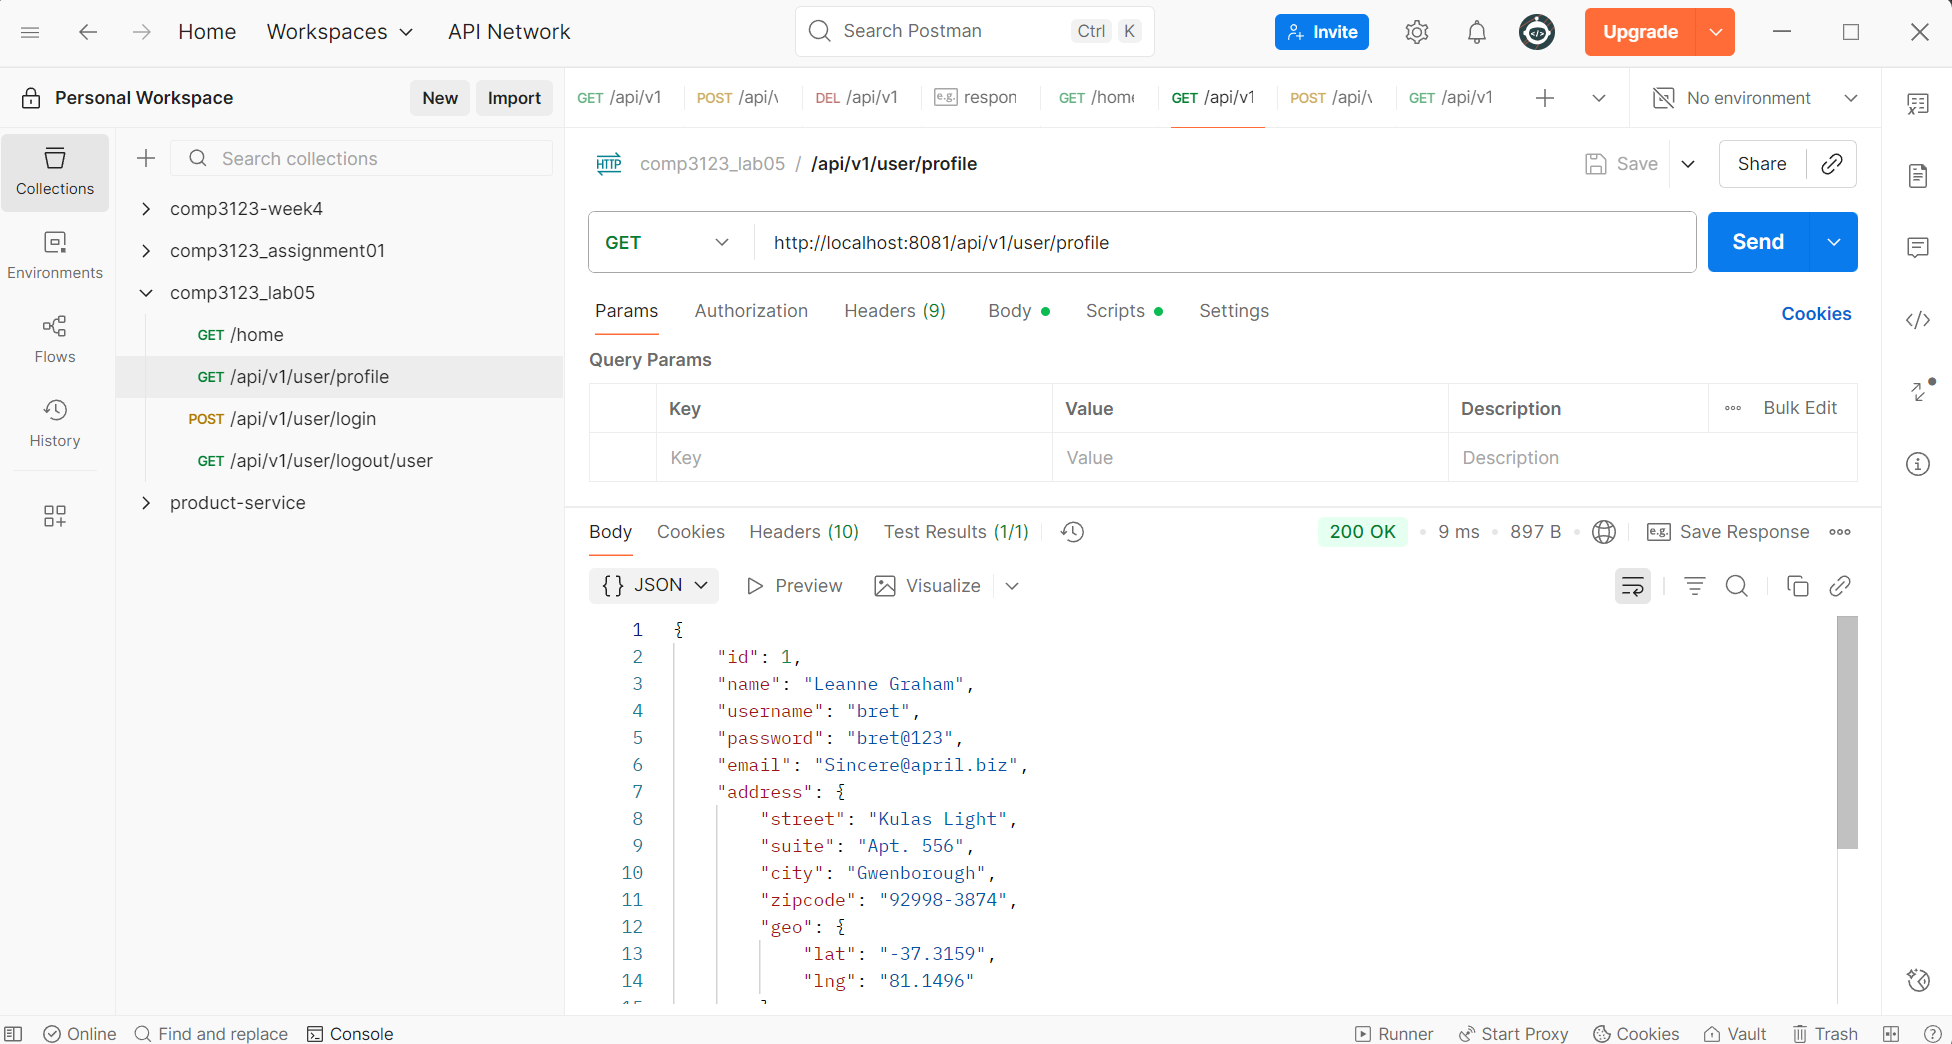 Home Workspaces API Network Search Postman Ctrl K Invite Upgrade
Personal Workspace New Import
GET /api/v1 POST /api/v DEL /api/v1 e.g. respon GET /home GET /api/v1 POST /api/v GET /api/v1 No environment
Collections
Environments
Flows
History
Search collections
comp3123-week4
comp3123_assignment01
comp3123_lab05
GET /home
GET /api/v1/user/profile
POST /api/v1/user/login
GET /api/v1/user/logout/user
product-service
HTTP comp3123_lab05 / /api/v1/user/profile Save Share
GET http://localhost:8081/api/v1/user/profile Send
Params Authorization Headers (9) Body Scripts Settings Cookies
Query Params
Key Value Description Bulk Edit
Key Value Description
Body Cookies Headers (10) Test Results (1/1) 200 OK 9 ms 897 B e.g. Save Response
{} JSON Preview Visualize
1 {
2 "id": 1,
3 "name": "Leanne Graham",
4 "username": "bret",
5 "password": "bret@123",
6 "email": "Sincere@april.biz",
7 "address": {
8 "street": "Kulas Light",
9 "suite": "Apt. 556",
10 "city": "Gwenborough",
11 "zipcode": "92998-3874",
12 "geo": {
13 "lat": "-37.3159",
14 "lng": "81.1496"
Online Find and replace Console Runner Start Proxy Cookies Vault Trash